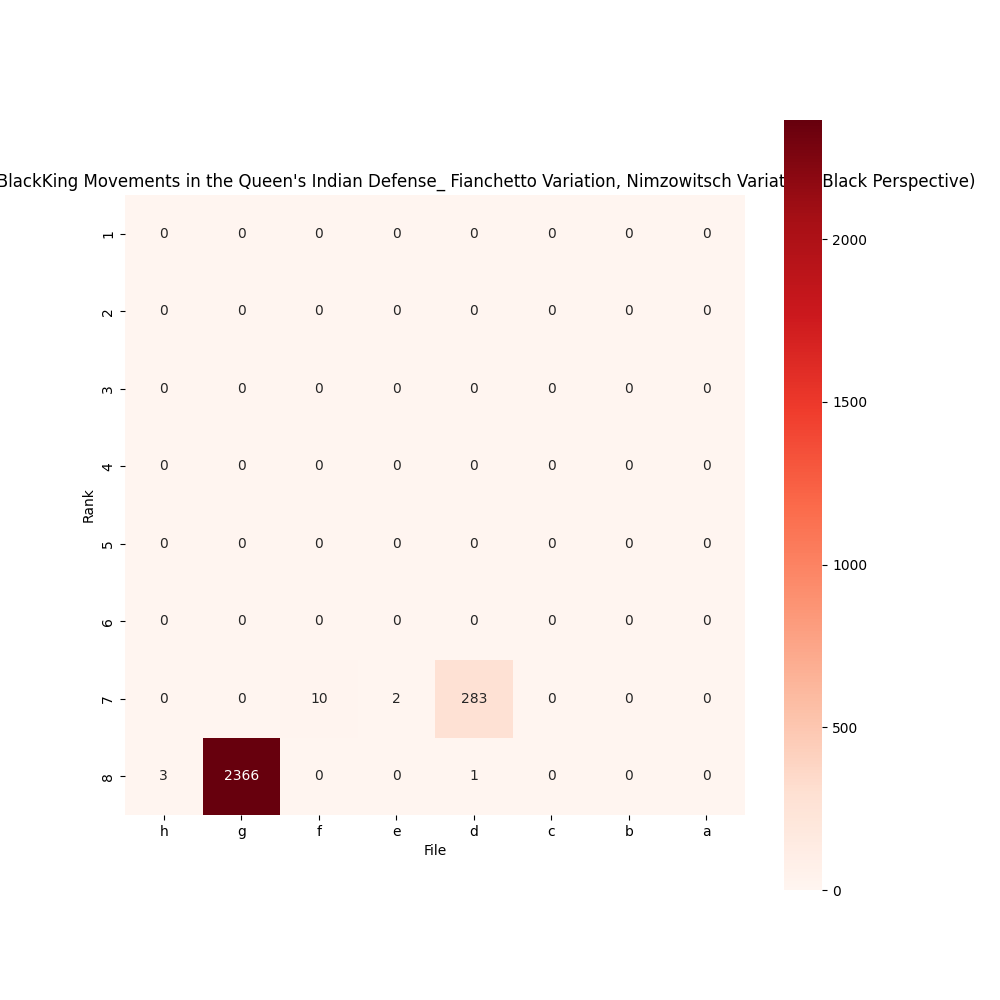 BlackKing Movements in the Queen's Indian Defense_ Fianchetto Variation, Nimzowitsch Variat Black Perspective)
2000
1500
1000
500
0
Rank
1 0 0 0 0 0 0 0 0
2 0 0 0 0 0 0 0 0
3 0 0 0 0 0 0 0 0
4 0 0 0 0 0 0 0 0
5 0 0 0 0 0 0 0 0
6 0 0 0 0 0 0 0 0
7 0 0 10 2 283 0 0 0
8 3 2366 0 0 1 0 0 0
h g f e d c b a
File